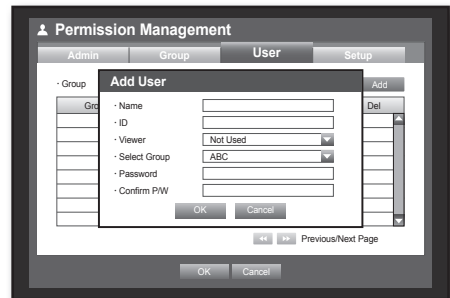 Permission Management
Admin Group User Setup
· Group Add
Add User
Gro Del
· Name
· ID
· Viewer Not Used
· Select Group ABC
· Password
· Confirm P/W
OK Cancel
Previous/Next Page
OK Cancel